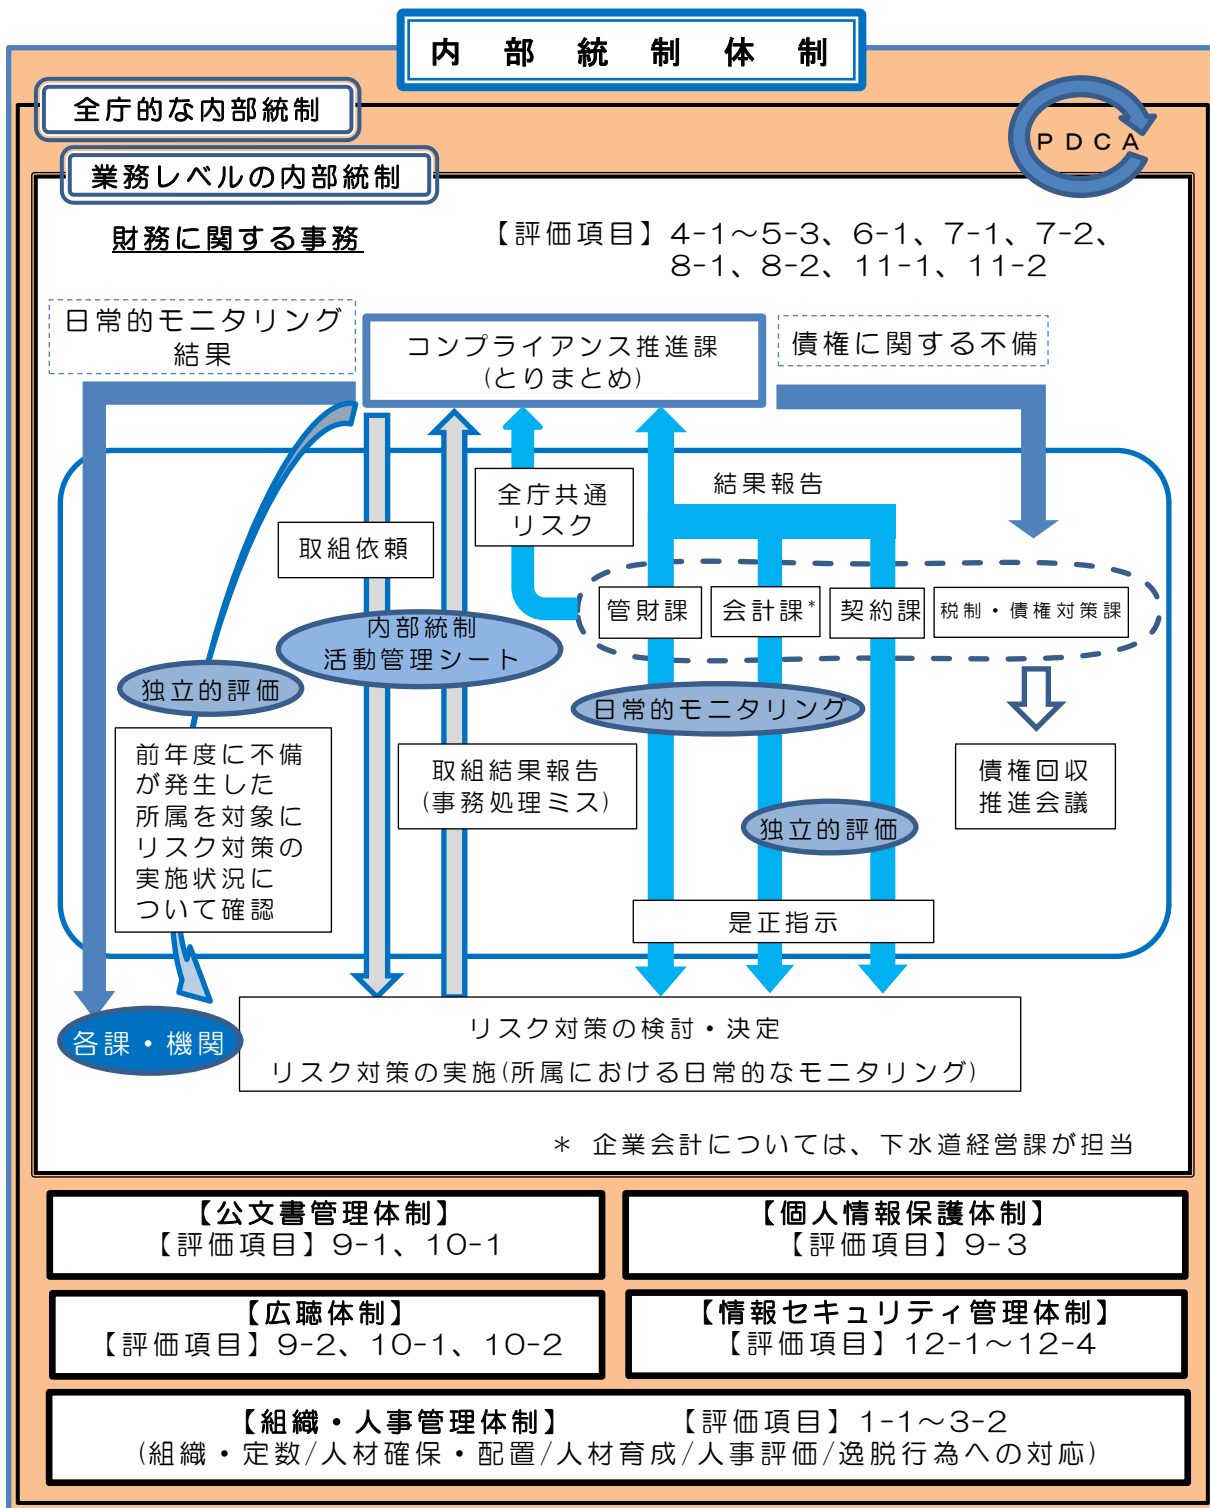 内部統制体制
全庁的な内部統制
PDCA
業務レベルの内部統制
財務に関する事務
【評価項目】4-1～5-3、6-1、7-1、7-2、
8-1、8-2、11-1、11-2
日常的モニタリング
結果
コンプライアンス推進課
(とりまとめ)
債権に関する不備
全庁共通
リスク
結果報告
取組依頼
管財課
会計課*
契約課
税制・債権対策課
内部統制
活動管理シート
独立的評価
日常的モニタリング
前年度に不備
が発生した
所属を対象に
リスク対策の
実施状況に
ついて確認
取組結果報告
(事務処理ミス)
債権回収
推進会議
独立的評価
是正指示
各課・機関
リスク対策の検討・決定
リスク対策の実施(所属における日常的なモニタリング)
* 企業会計については、下水道経営課が担当
【公文書管理体制】
【評価項目】9-1、10-1
【個人情報保護体制】
【評価項目】9-3
【広聴体制】
【評価項目】9-2、10-1、10-2
【情報セキュリティ管理体制】
【評価項目】12-1～12-4
【組織・人事管理体制】 【評価項目】1-1～3-2
(組織・定数/人材確保・配置/人材育成/人事評価/逸脱行為への対応)